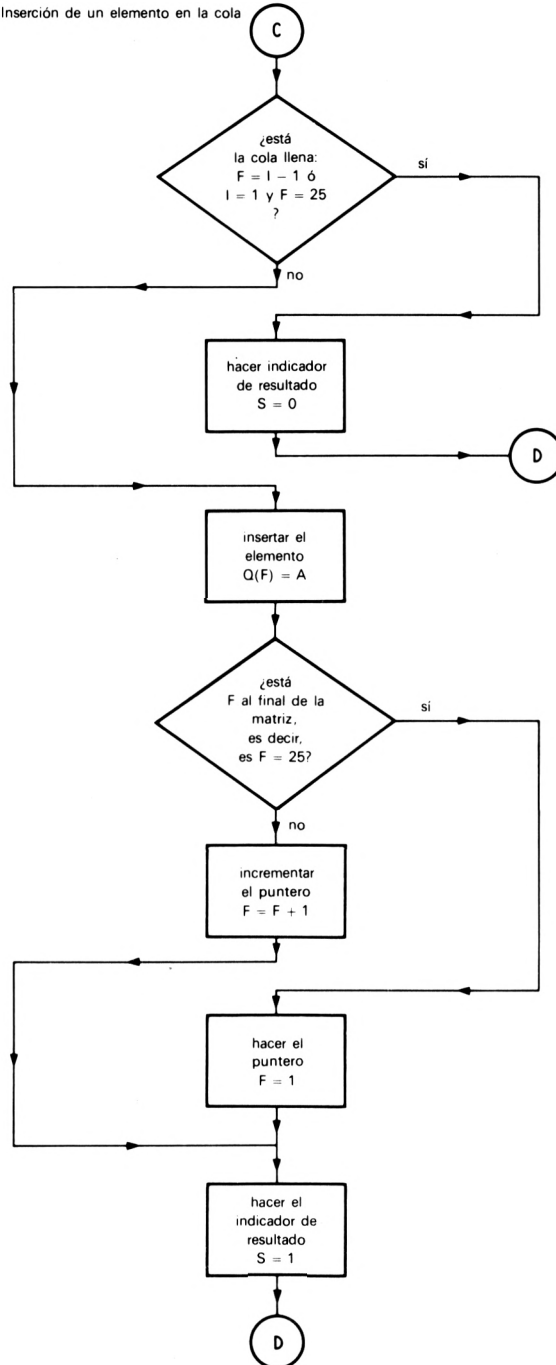 Inserción de un elemento en la cola
C
¿está
la cola llena:
F = I − 1 ó
I = 1 y F = 25
?
sí
no
hacer indicador
de resultado
S = 0
D
insertar el
elemento
Q(F) = A
¿está
F al final de la
matriz,
es decir,
es F = 25?
sí
no
incrementar
el puntero
F = F + 1
hacer el
puntero
F = 1
hacer el
indicador de
resultado
S = 1
D